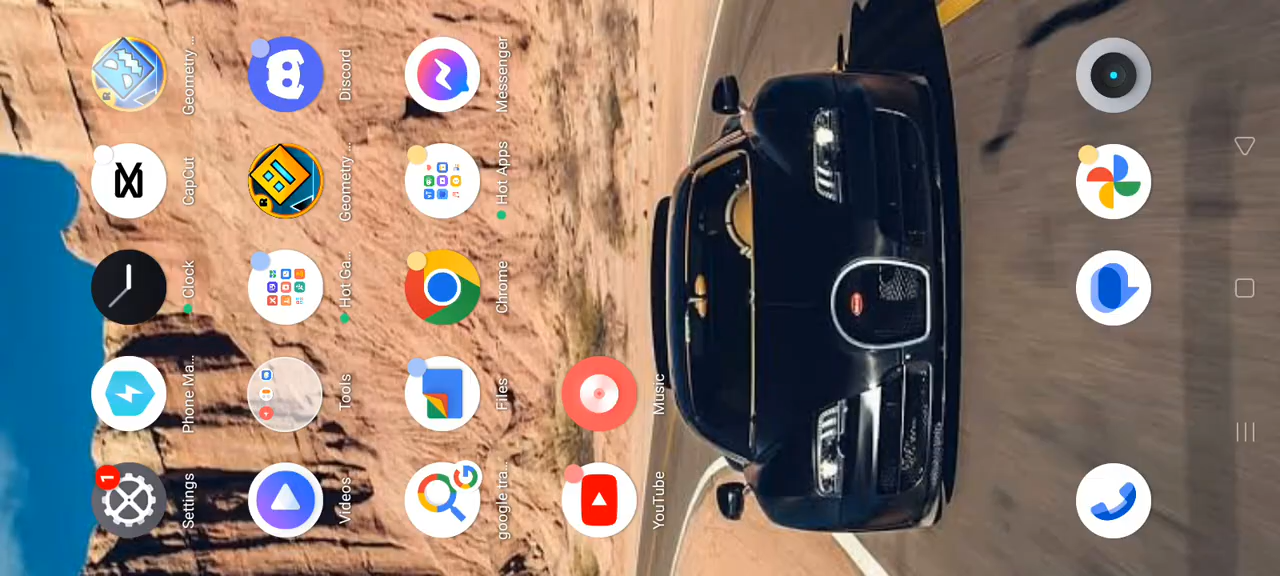 1
Settings Phone Ma... Clock CapCut Geometry ...
Videos Tools Hot Ga... Geometry ... Discord
google tra... Files Chrome Hot Apps Messenger
YouTube Music